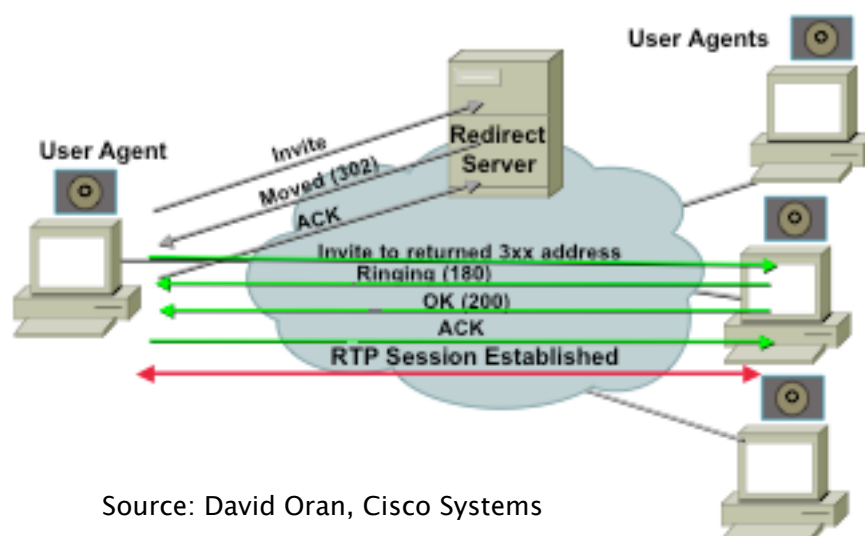 User Agents
User Agent
Redirect
Server
Invite
Moved (302)
ACK
Invite to returned 3xx address
Ringing (180)
OK (200)
ACK
RTP Session Established
Source: David Oran, Cisco Systems